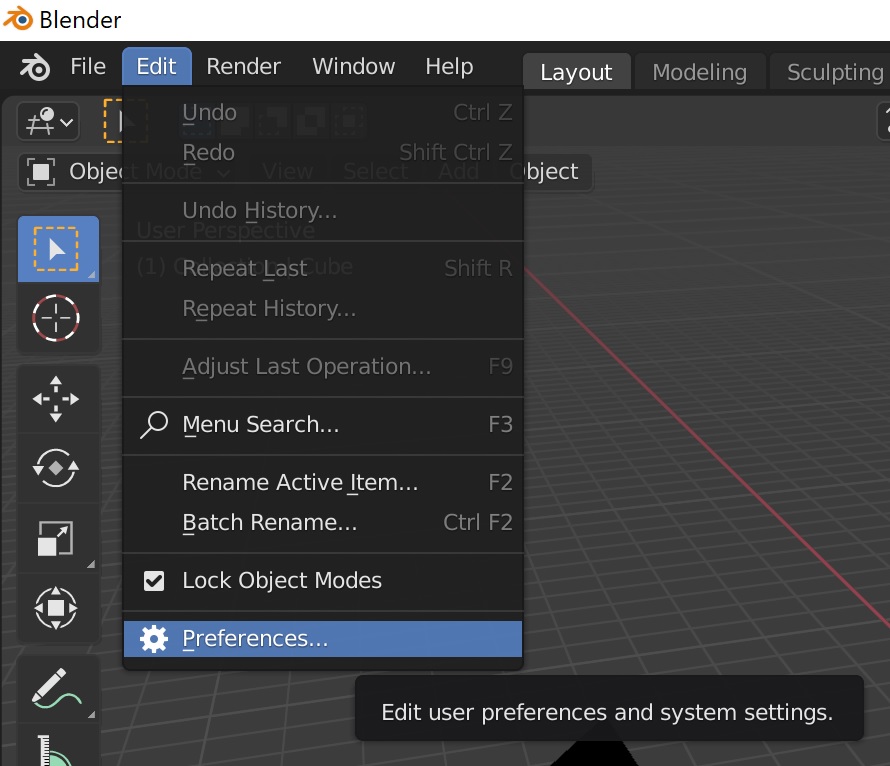 Blender
File Edit Render Window Help Layout Modeling Sculpting
Undo Ctrl Z
Redo Shift Ctrl Z
Object Mode View Select Add Object
Undo History...
User Perspective
Repeat Last Shift R
(1) Collection | Cube
Repeat History...
Adjust Last Operation... F9
Menu Search... F3
Rename Active Item... F2
Batch Rename... Ctrl F2
Lock Object Modes
Preferences...
Edit user preferences and system settings.